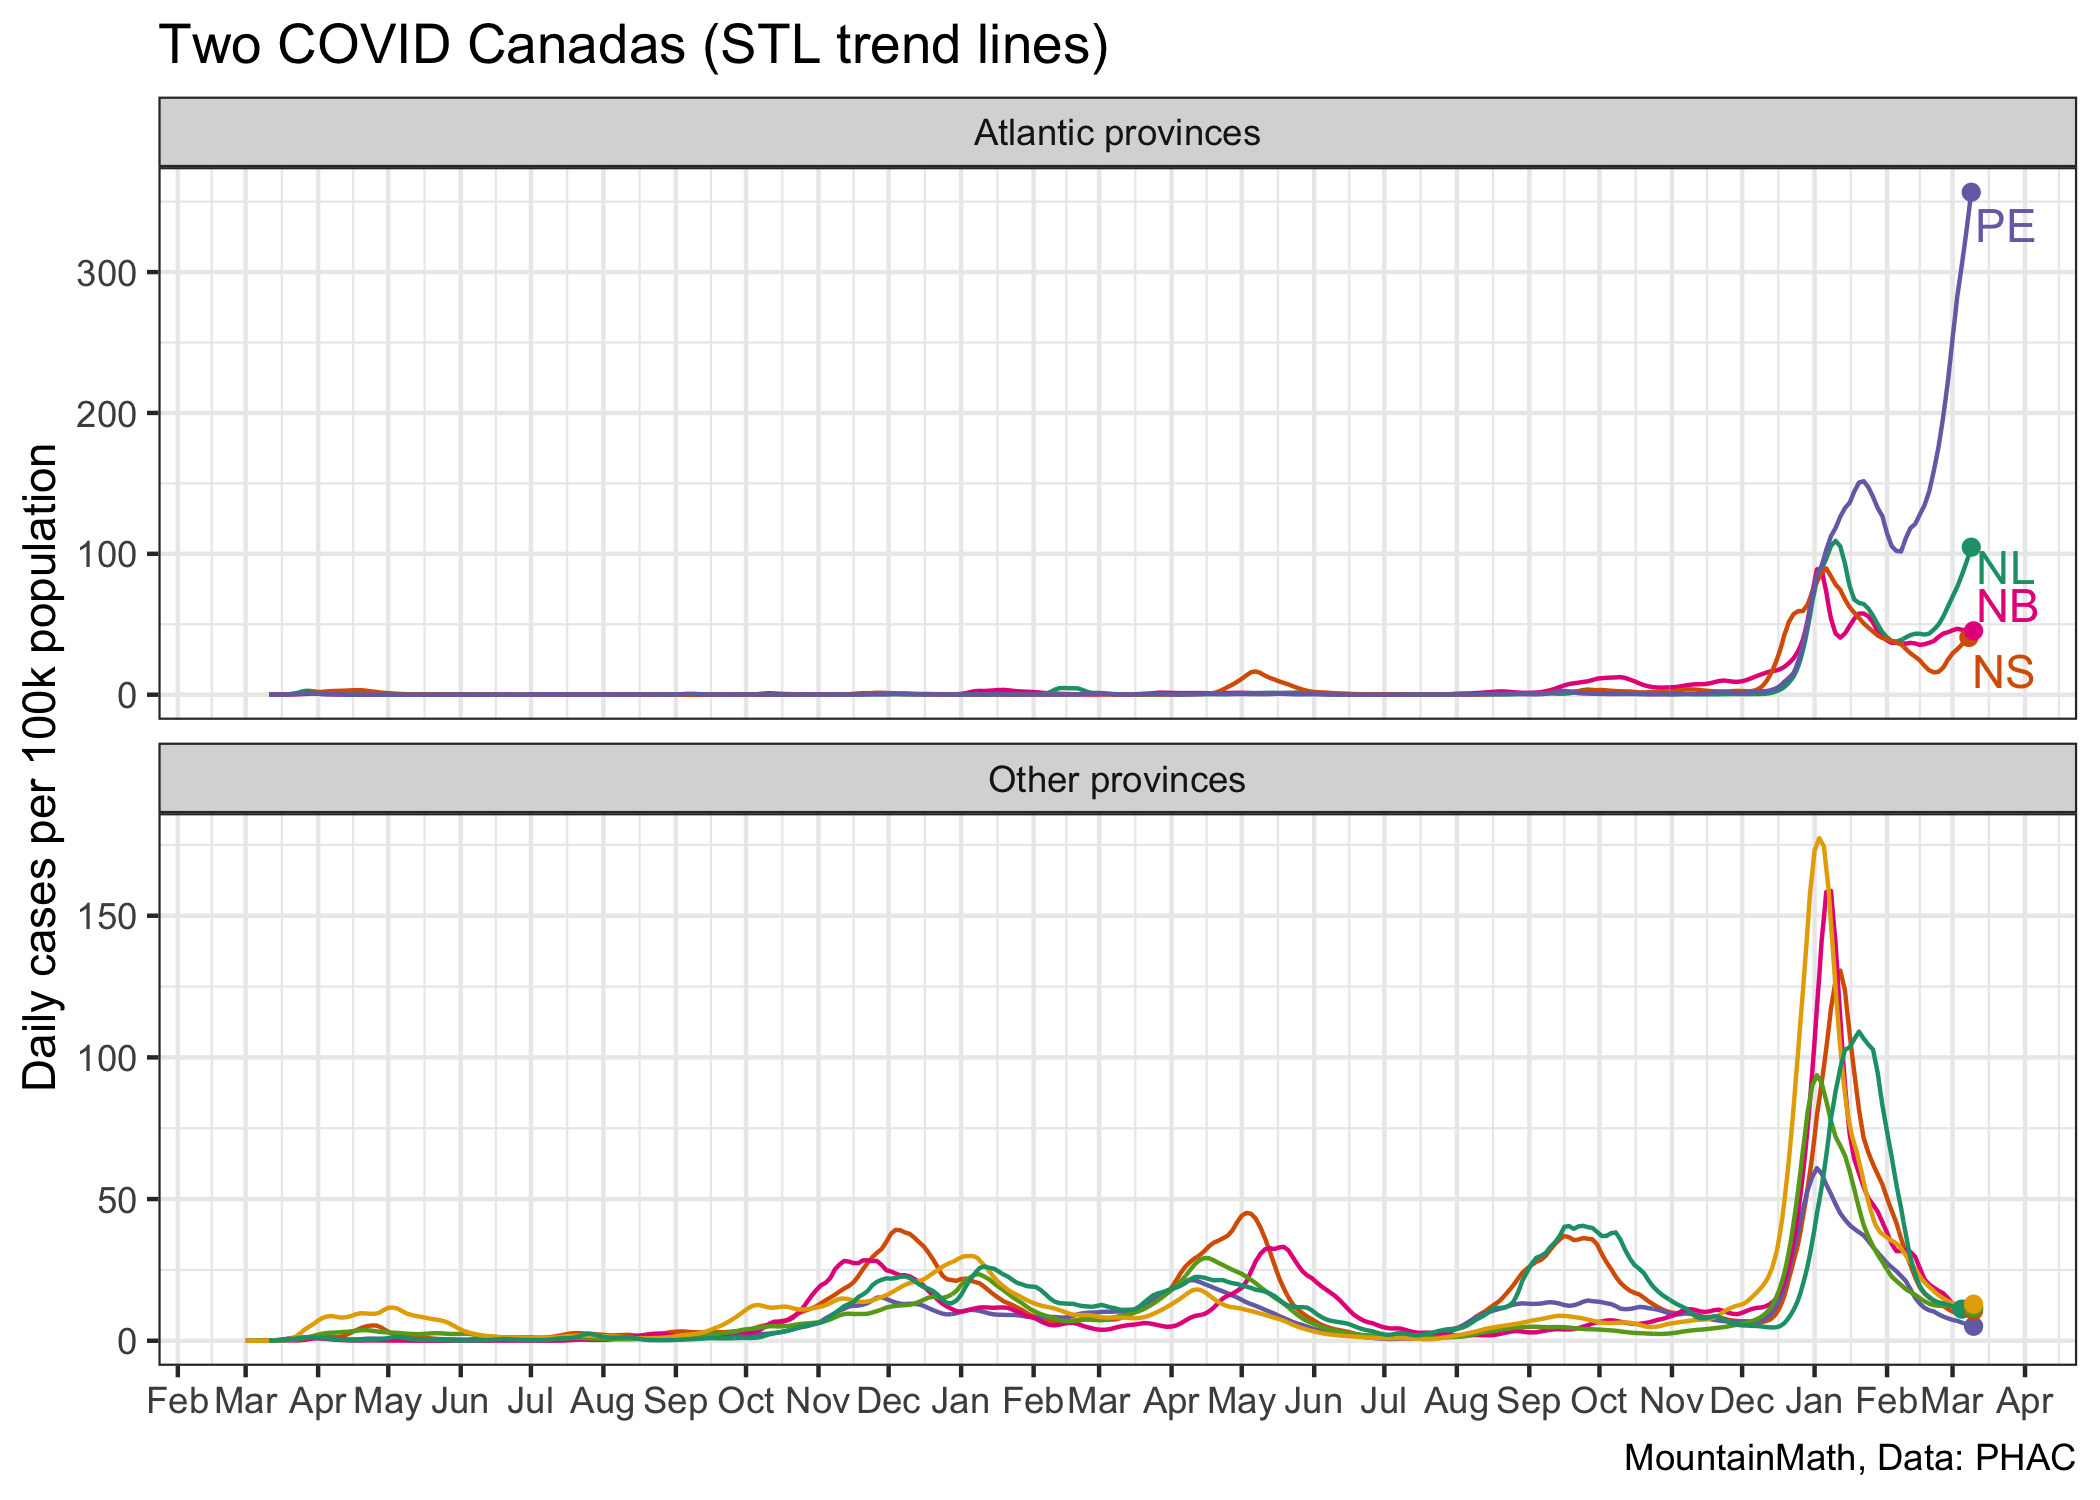 Two COVID Canadas (STL trend lines)
Atlantic provinces
Daily cases per 100k population
300
200
100
0
PE
NL
NB
NS
Other provinces
150
100
50
0
Feb Mar Apr May Jun Jul Aug Sep Oct Nov Dec Jan Feb Mar Apr May Jun Jul Aug Sep Oct Nov Dec Jan Feb Mar Apr
MountainMath, Data: PHAC